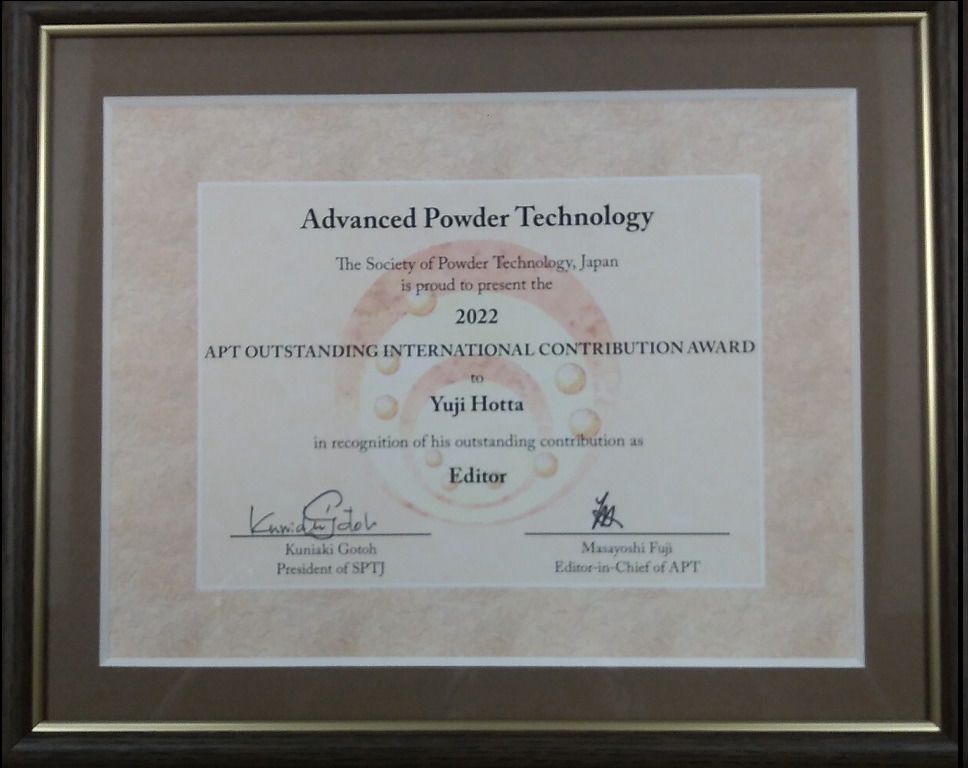 Advanced Powder Technology
The Society of Powder Technology, Japan
is proud to present the
2022
APT OUTSTANDING INTERNATIONAL CONTRIBUTION AWARD
to
Yuji Hotta
in recognition of his outstanding contribution as
Editor
Kuniaki Gotoh
Kuniaki Gotoh
President of SPTJ
Masayoshi Fuji
Editor-in-Chief of APT